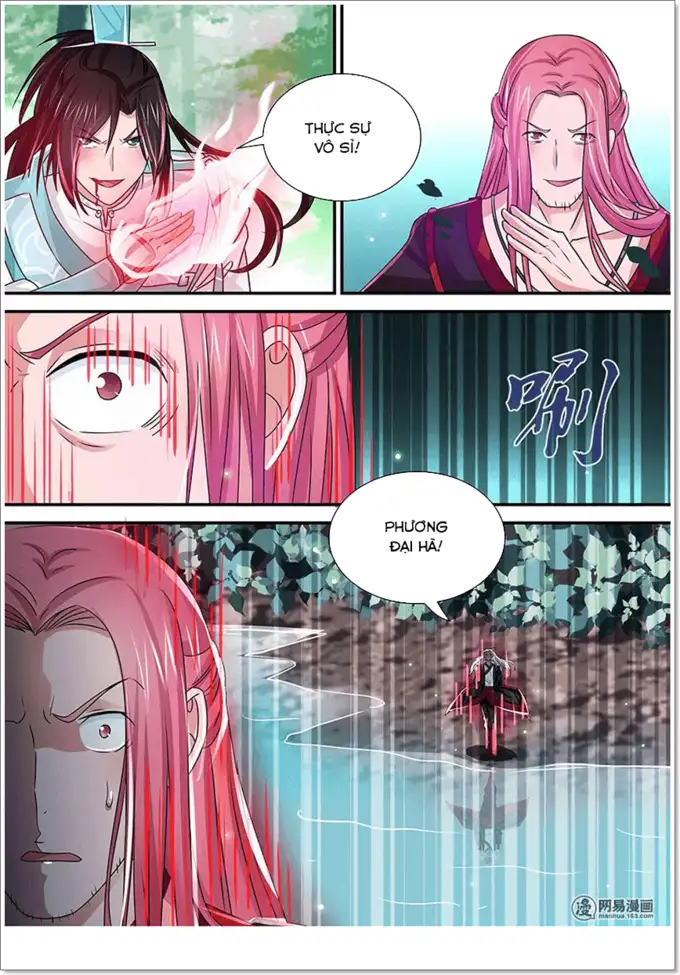 THỰC SỰ
VÔ SỈ!
唰
PHƯƠNG
ĐẠI HÀ!
网易漫画
manhua.163.com